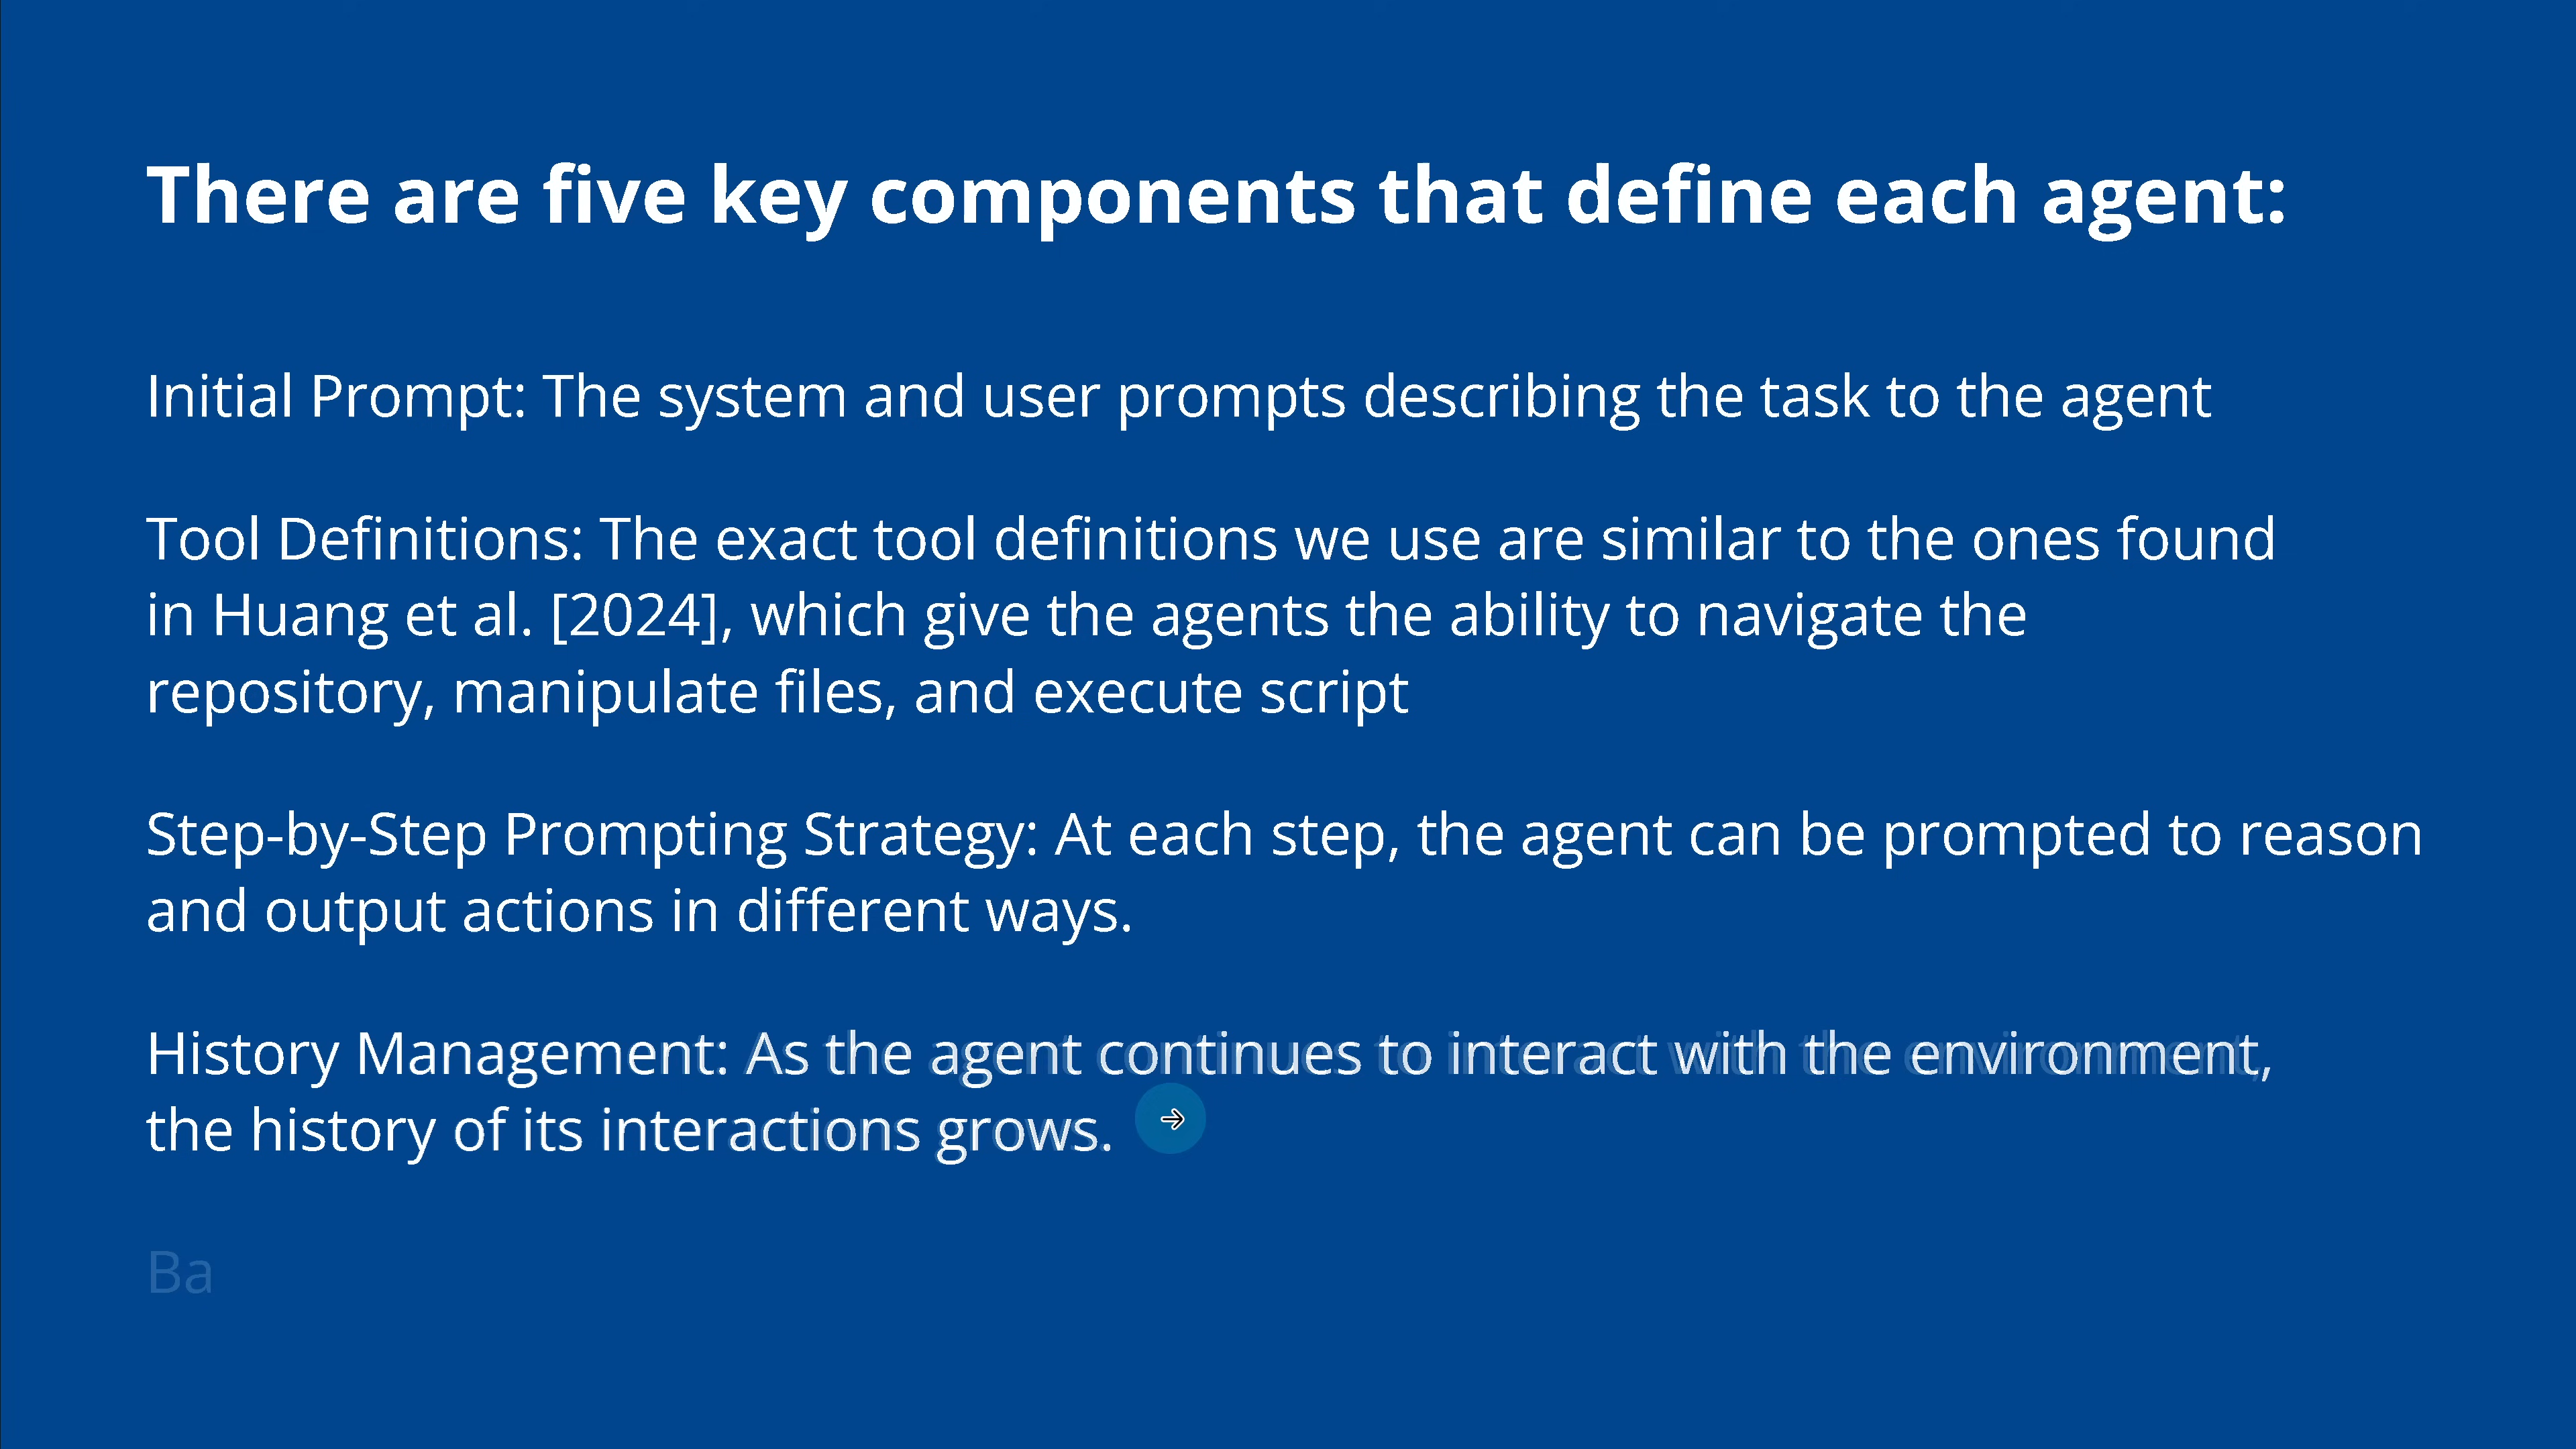 There are five key components that define each agent:
Initial Prompt: The system and user prompts describing the task to the agent
Tool Definitions: The exact tool definitions we use are similar to the ones found
in Huang et al. [2024], which give the agents the ability to navigate the
repository, manipulate files, and execute script
Step-by-Step Prompting Strategy: At each step, the agent can be prompted to reason
and output actions in different ways.
History Management: As the agent continues to interact with the environment,
the history of its interactions grows.
Ba